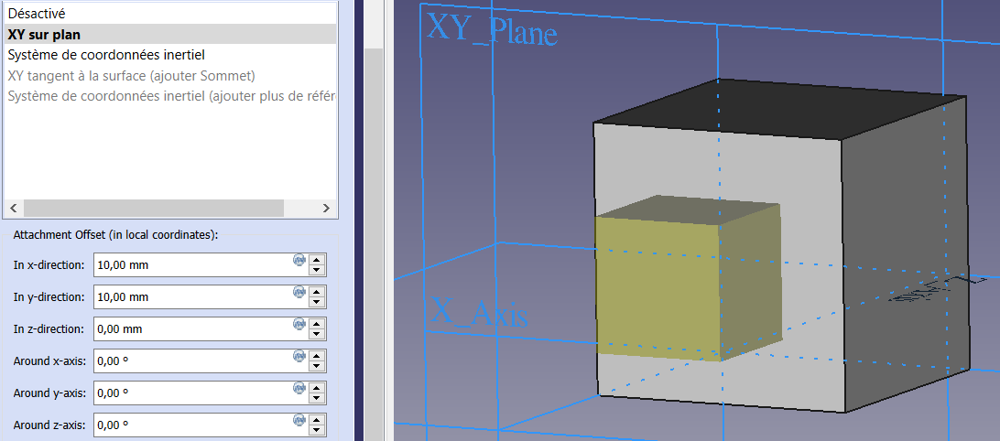 Désactivé
XY sur plan
Système de coordonnées inertiel
XY tangent à la surface (ajouter Sommet)
Système de coordonnées inertiel (ajouter plus de référ
Attachment Offset (in local coordinates):
In x-direction: 10,00 mm
In y-direction: 10,00 mm
In z-direction: 0,00 mm
Around x-axis: 0,00 º
Around y-axis: 0,00 º
Around z-axis: 0,00 º
XY_Plane
X_Axis